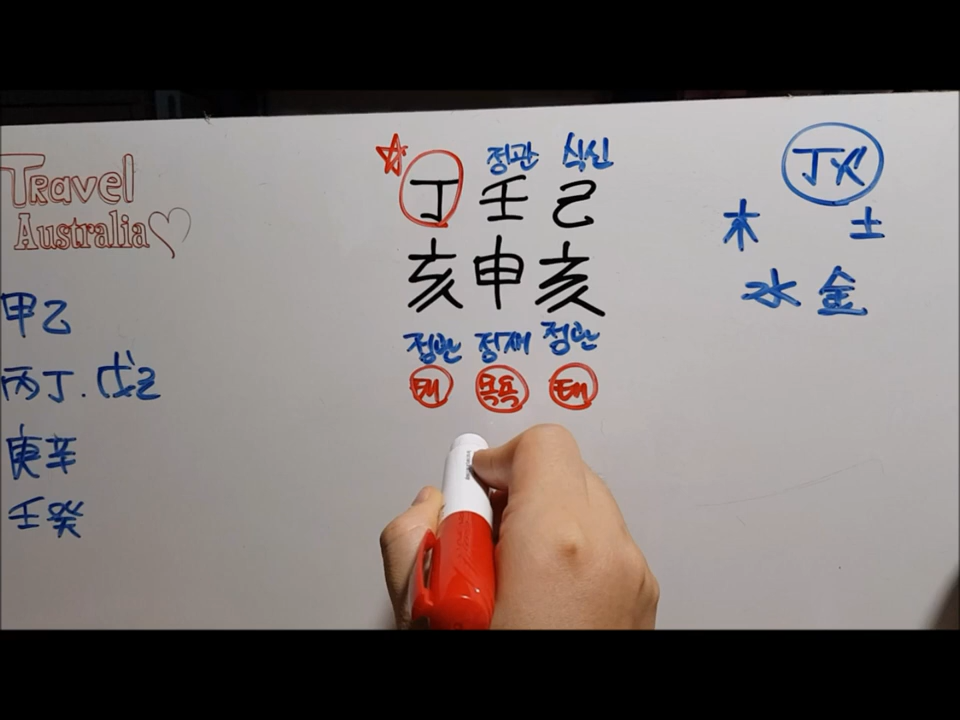 TRavel
Australia
甲乙
丙丁.戊己
庚辛
壬癸
정관 식신
丁壬己
亥申亥
정관 정재 정관
태 목욕 태
丁火
木 土
水 金